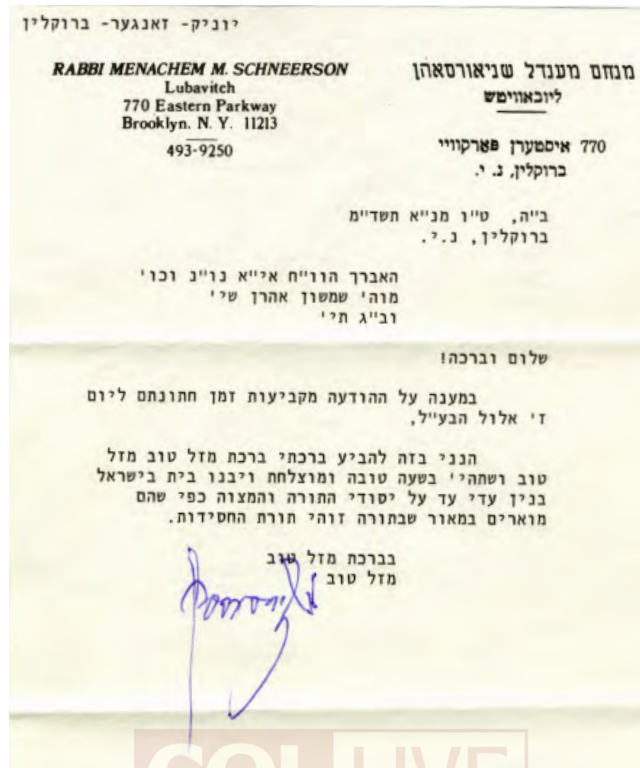 יוניק- זאנגער- ברוקלין
RABBI MENACHEM M. SCHNEERSON
Lubavitch
770 Eastern Parkway
Brooklyn. N. Y. 11213
493-9250
מנחם מענדל שניאורסאהן
ליובאוויטש
770 איסטערן פארקוויי
ברוקלין, נ. י.
ב"ה, ט"ו מנ"א תשד"מ
ברוקלין, נ.י.
האברך הוו"ח אי"א נו"נ וכו'
מוה' שמשון אהרן שי'
וב"ג תי'
שלום וברכה!
במענה על ההודעה מקביעות זמן חתונתם ליום
ז' אלול הבע"ל,
הנני בזה להביע ברכתי ברכת מזל טוב מזל
טוב ושתהי' בשעה טובה ומוצלחת ויבנו בית בישראל
בנין עדי עד על יסודי התורה והמצוה כפי שהם
מוארים במאור שבתורה זוהי תורת החסידות.
בברכת מזל טוב
מזל טוב
COL LIVE